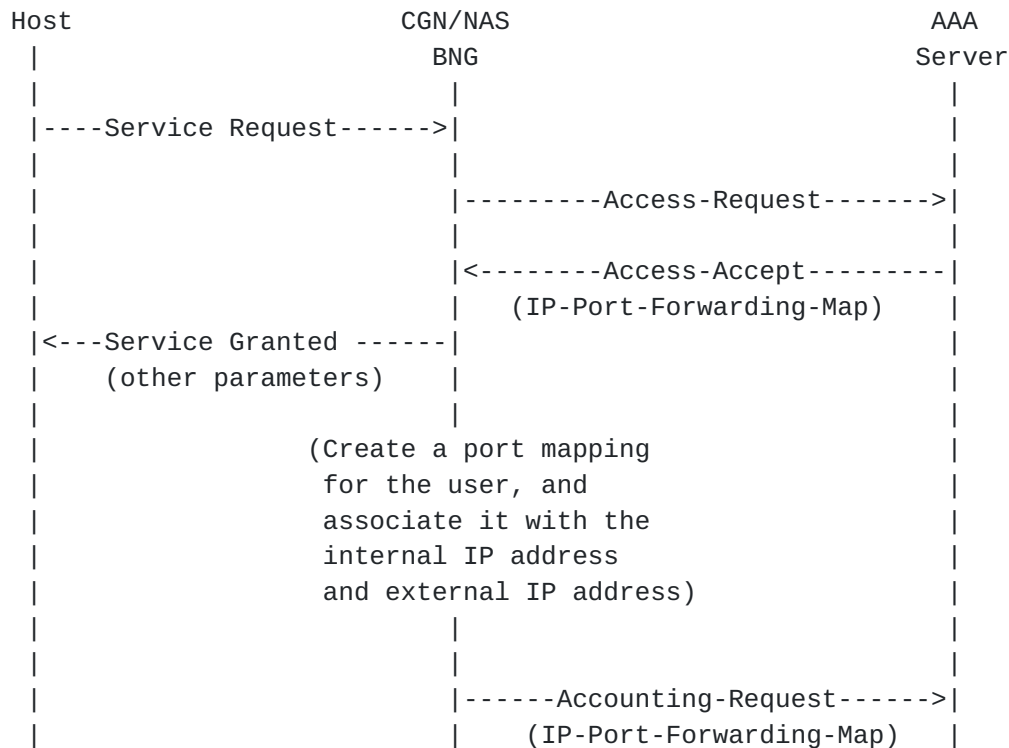 Host                     CGN/NAS                           AAA
 |                         BNG                            Server
 |                          |                               |
 |----Service Request------>|                               |
 |                          |                               |
 |                          |---------Access-Request------->|
 |                          |                               |
 |                          |<--------Access-Accept---------|
 |                          |   (IP-Port-Forwarding-Map)    |
 |<---Service Granted ------|                               |
 |    (other parameters)    |                               |
 |                          |                               |
 |                 (Create a port mapping                   |
 |                  for the user, and                       |
 |                  associate it with the                   |
 |                  internal IP address                     |
 |                  and external IP address)                |
 |                          |                               |
 |                          |                               |
 |                          |------Accounting-Request------>|
 |                          |    (IP-Port-Forwarding-Map)   |